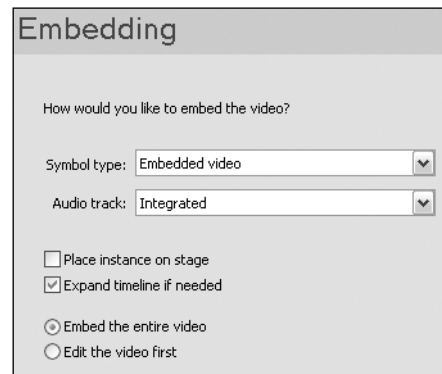 Embedding
How would you like to embed the video?
Symbol type: Embedded video
Audio track: Integrated
Place instance on stage
Expand timeline if needed
Embed the entire video
Edit the video first